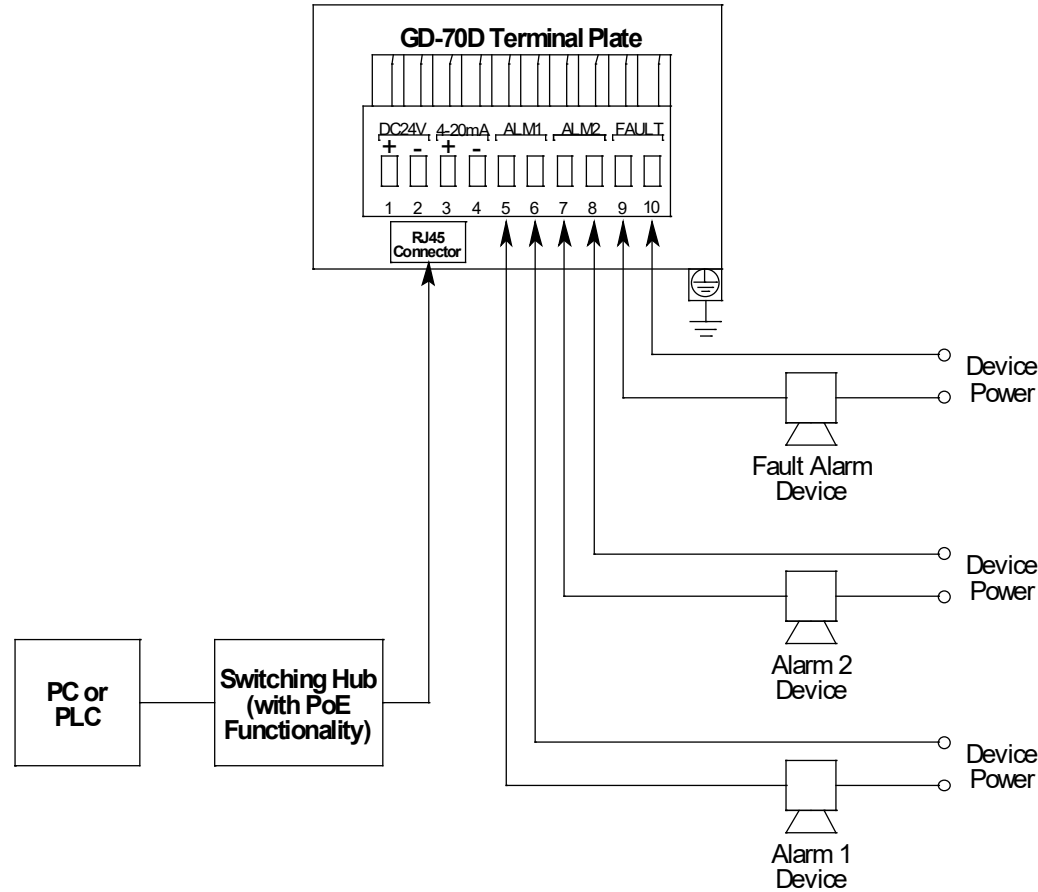 GD-70D Terminal Plate
DC24V 4-20mA ALM1 ALM2 FAULT
+ - + -
1 2 3 4 5 6 7 8 9 10
RJ45
Connector
Device
Power
Fault Alarm
Device
Device
Power
Alarm 2
Device
PC or
PLC
Switching Hub
(with PoE
Functionality)
Device
Power
Alarm 1
Device